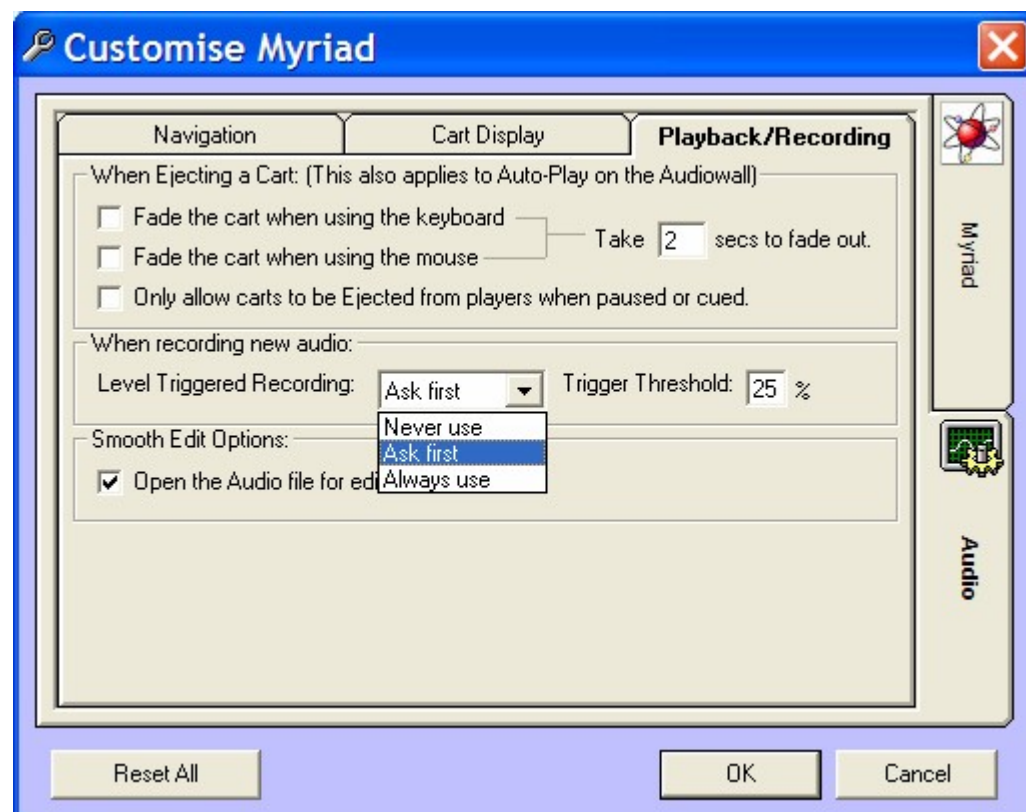 Customise Myriad
Navigation
Cart Display
Playback/Recording
When Ejecting a Cart: (This also applies to Auto-Play on the Audiowall)
Fade the cart when using the keyboard
Take 2 secs to fade out.
Fade the cart when using the mouse
Only allow carts to be Ejected from players when paused or cued.
When recording new audio:
Level Triggered Recording: Ask first Trigger Threshold: 25 %
Never use
Ask first
Always use
Smooth Edit Options:
Open the Audio file for edi
Myriad
Audio
Reset All
OK
Cancel